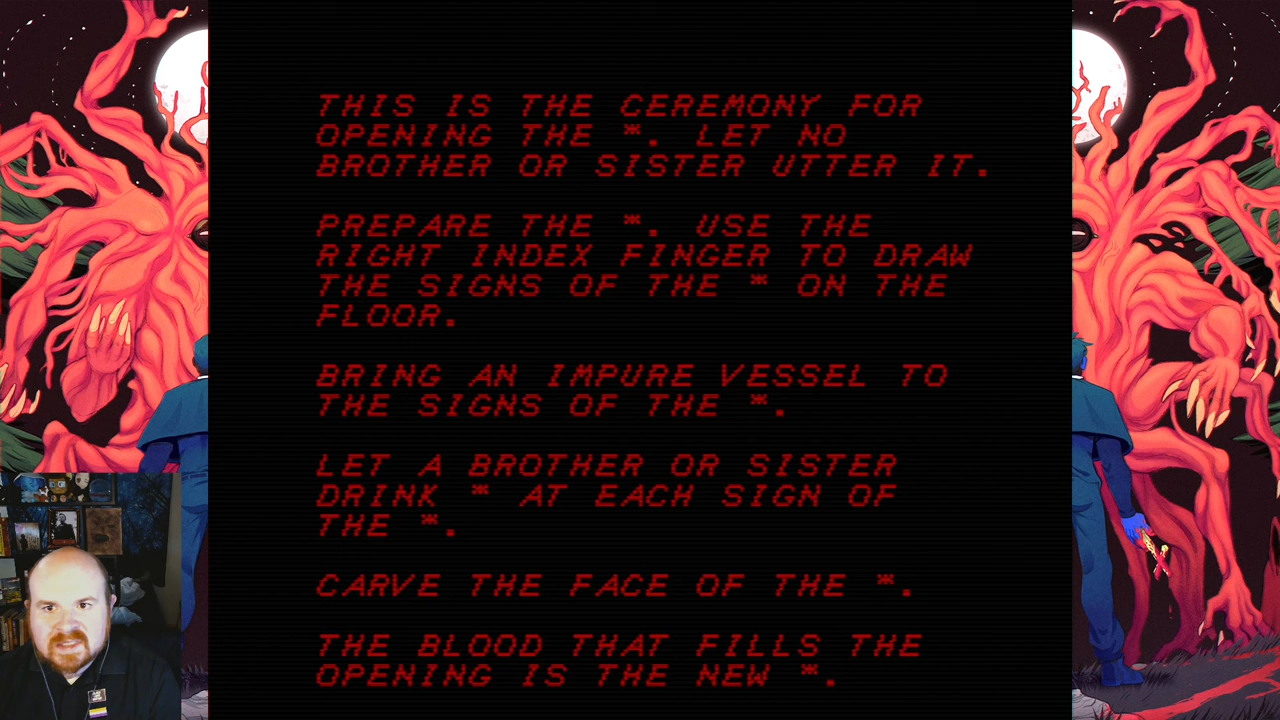 THIS IS THE CEREMONY FOR
OPENING THE *. LET NO
BROTHER OR SISTER UTTER IT.
PREPARE THE *. USE THE
RIGHT INDEX FINGER TO DRAW
THE SIGNS OF THE * ON THE
FLOOR.
BRING AN IMPURE VESSEL TO
THE SIGNS OF THE *.
LET A BROTHER OR SISTER
DRINK * AT EACH SIGN OF
THE *.
CARVE THE FACE OF THE *.
THE BLOOD THAT FILLS THE
OPENING IS THE NEW *.